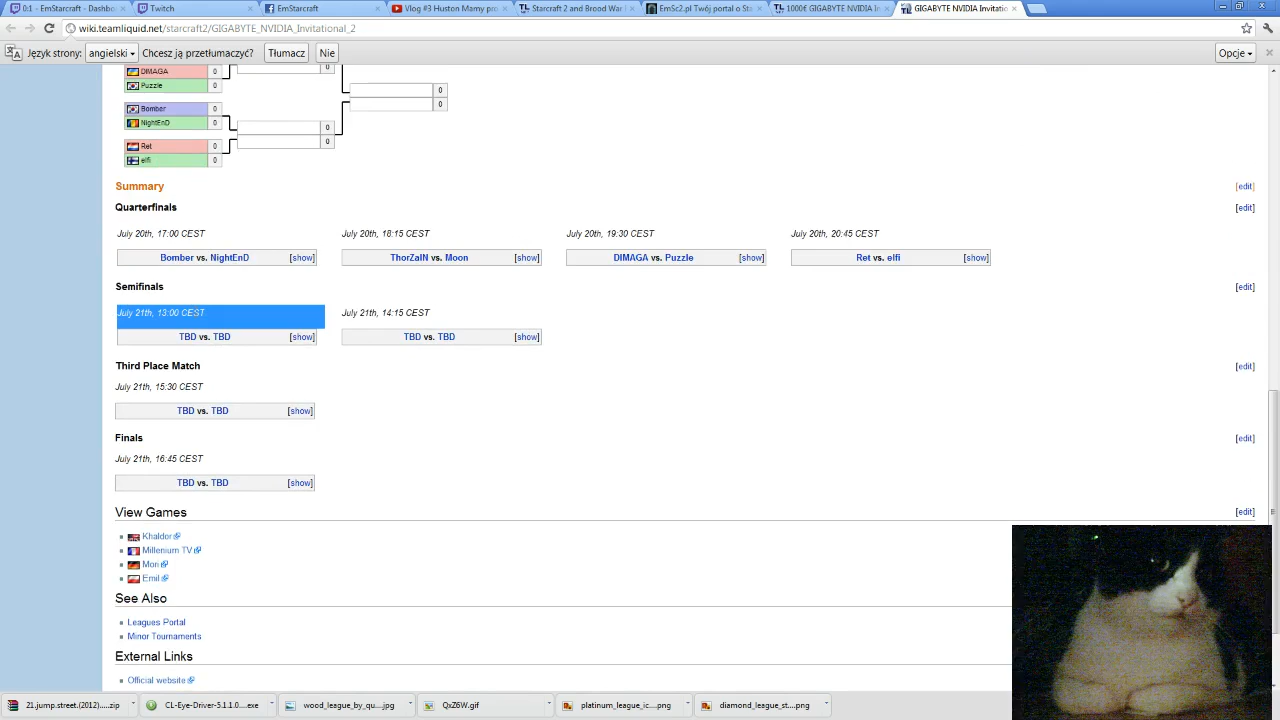 0:1 - EmStarcraft - Dashbo
Twitch
EmStarcraft
Vlog #3 Huston Mamy pro
Starcraft 2 and Brood War
EmSc2.pl Twój portal o Sta
1000€ GIGABYTE NVIDIA In
GIGABYTE NVIDIA Invitatio
wiki.teamliquid.net/starcraft2/GIGABYTE_NVIDIA_Invitational_2
Język strony: angielski Chcesz ją przetłumaczyć? Tłumacz Nie Opcje
DIMAGA 0 0
Puzzle 0
0
0
Bomber 0
NightEnD 0
0
0
Ret 0
elfi 0
Summary [edit]
Quarterfinals [edit]
July 20th, 17:00 CEST July 20th, 18:15 CEST July 20th, 19:30 CEST July 20th, 20:45 CEST
Bomber vs. NightEnD [show] ThorZaIN vs. Moon [show] DIMAGA vs. Puzzle [show] Ret vs. elfi [show]
Semifinals [edit]
July 21th, 13:00 CEST July 21th, 14:15 CEST
TBD vs. TBD [show] TBD vs. TBD [show]
Third Place Match [edit]
July 21th, 15:30 CEST
TBD vs. TBD [show]
Finals [edit]
July 21th, 16:45 CEST
TBD vs. TBD [show]
View Games [edit]
Khaldor
Millenium TV
Mori
Emil
See Also
Leagues Portal
Minor Tournaments
External Links
Official website
21.jump.street.(2012)....zip
CL-Eye-Driver-5.1.1.0....exe
wood_league_by_qu....jpg
QxZ6W.gif
platinum_league_ic....png
diamond_league_st....png